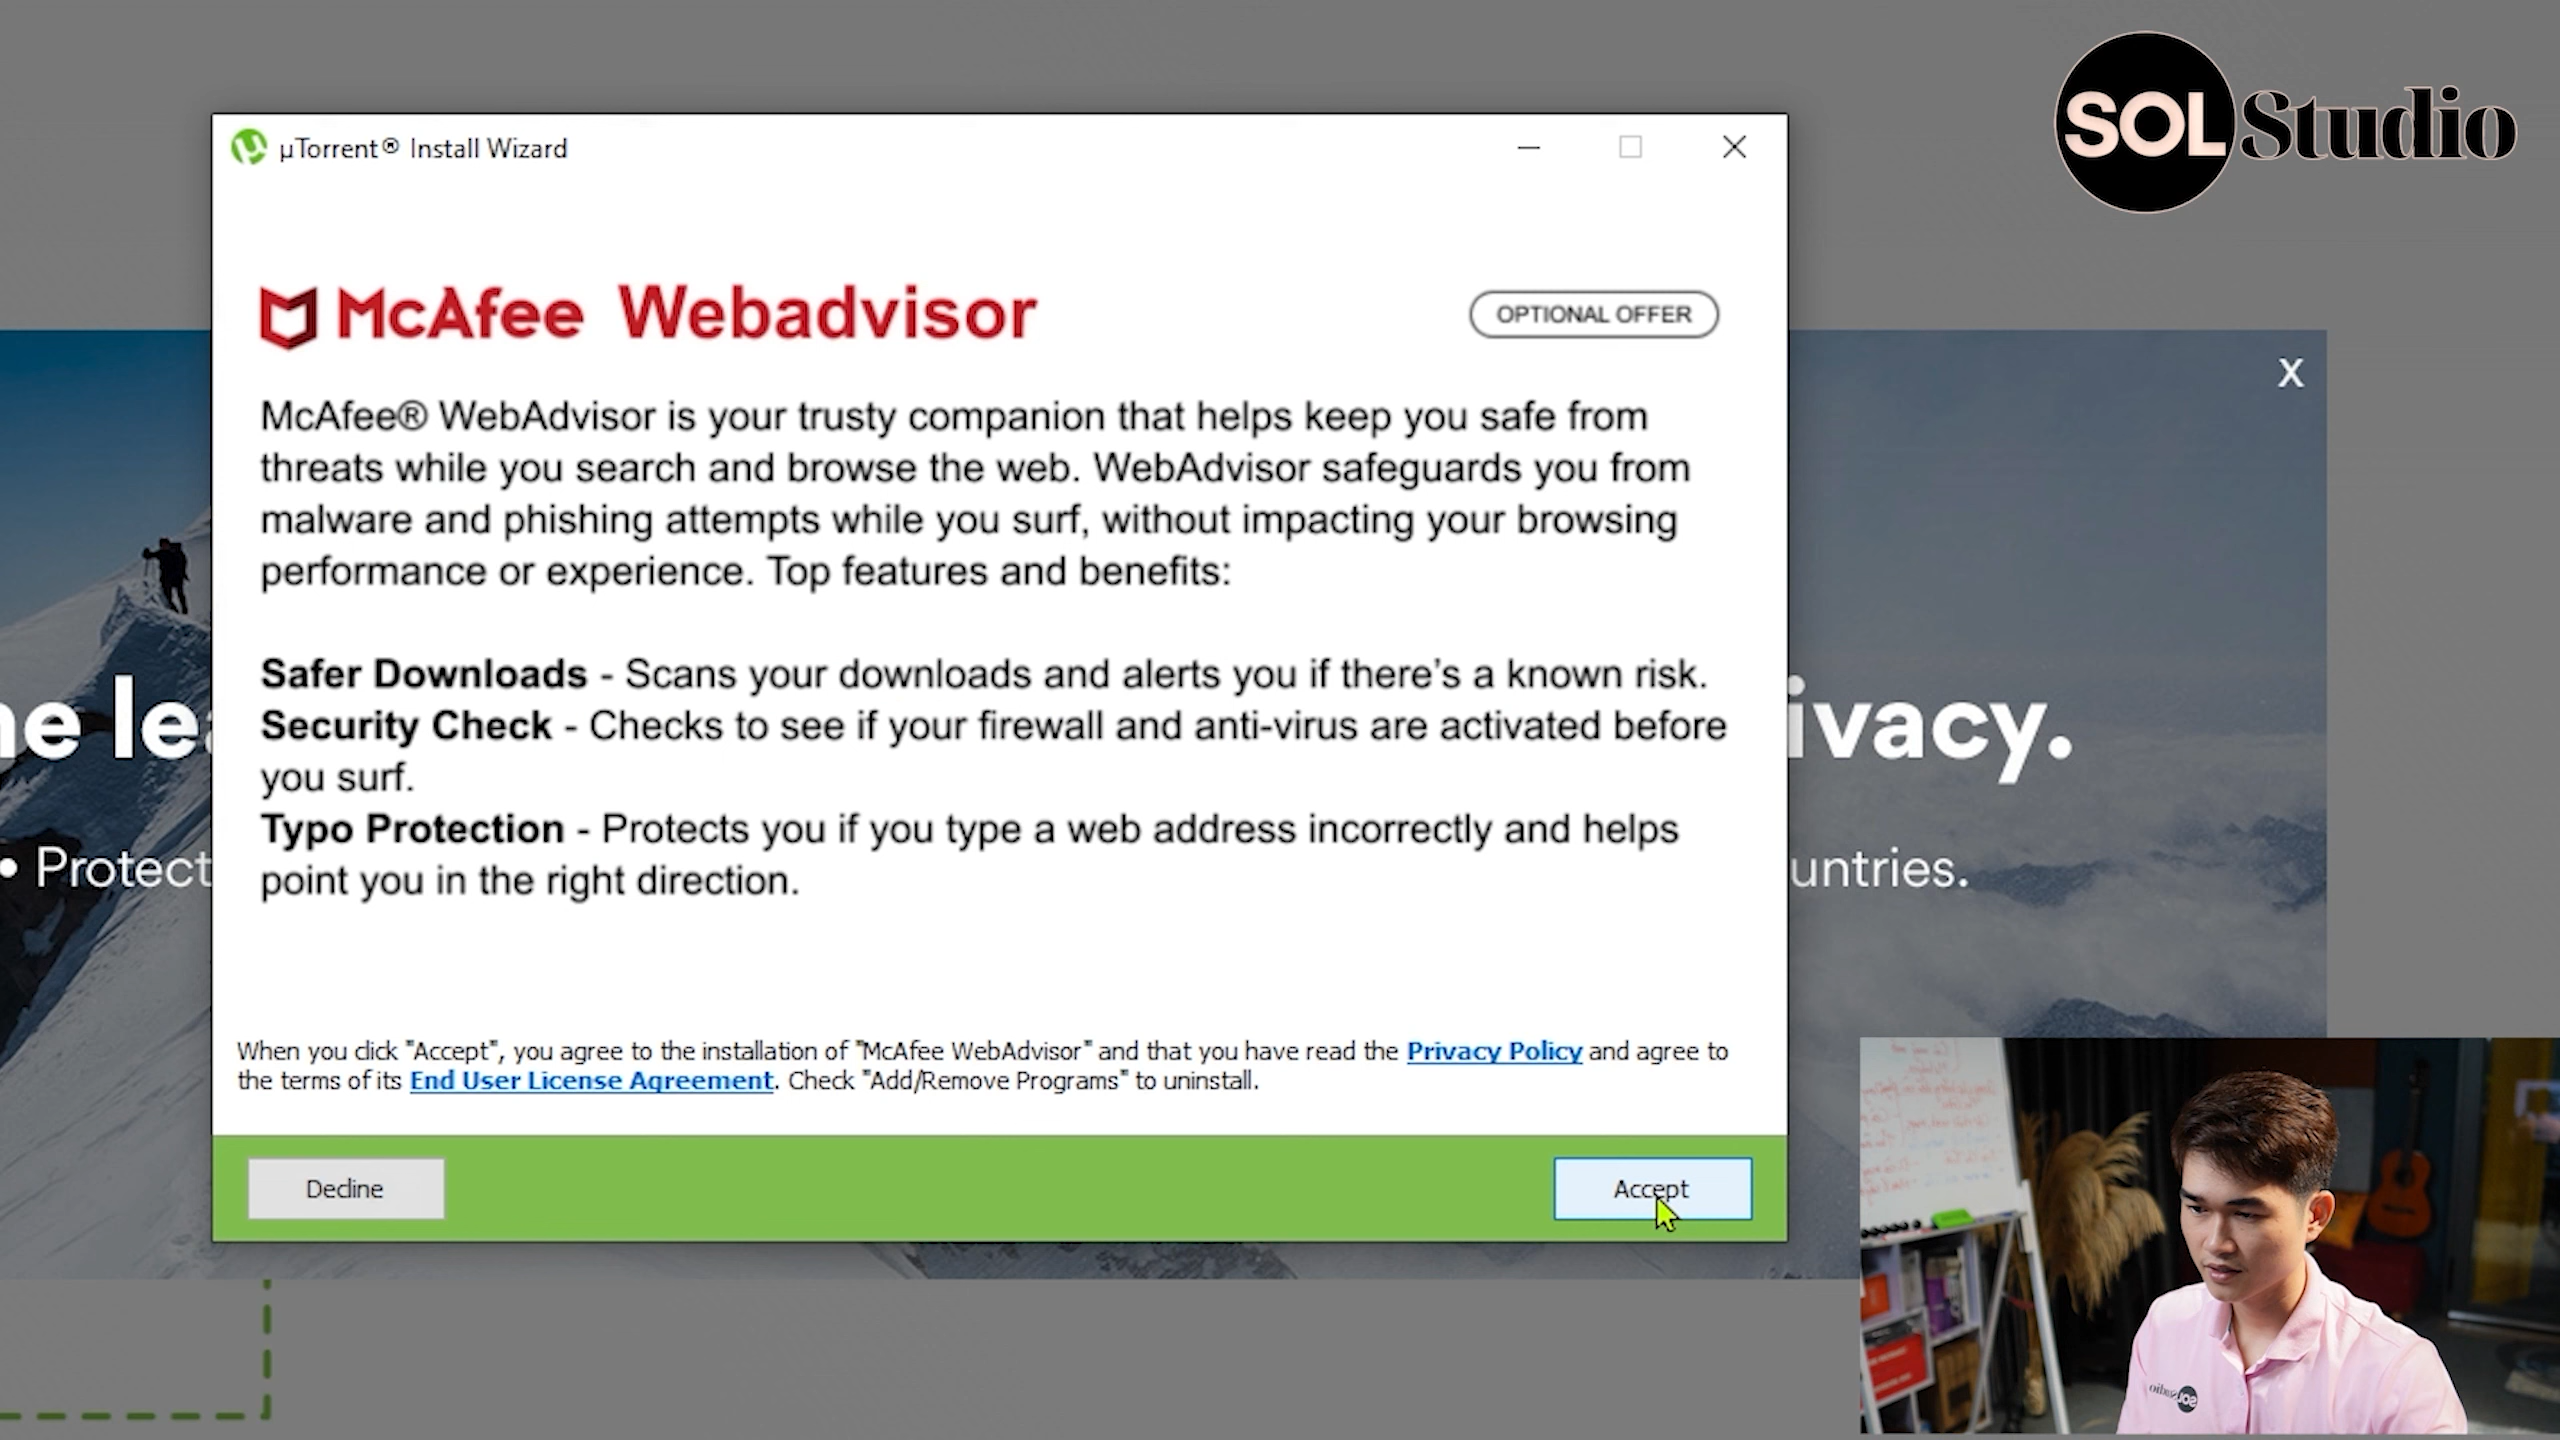 SOL Studio
µTorrent® Install Wizard
McAfee Webadvisor
OPTIONAL OFFER
McAfee® WebAdvisor is your trusty companion that helps keep you safe from
threats while you search and browse the web. WebAdvisor safeguards you from
malware and phishing attempts while you surf, without impacting your browsing
performance or experience. Top features and benefits:
Safer Downloads - Scans your downloads and alerts you if there’s a known risk.
Security Check - Checks to see if your firewall and anti-virus are activated before
you surf.
Typo Protection - Protects you if you type a web address incorrectly and helps
point you in the right direction.
When you click "Accept", you agree to the installation of "McAfee WebAdvisor" and that you have read the Privacy Policy and agree to
the terms of its End User License Agreement. Check "Add/Remove Programs" to uninstall.
Decline
Accept
X
ivacy.
• Protect
untries.
SOL Studio